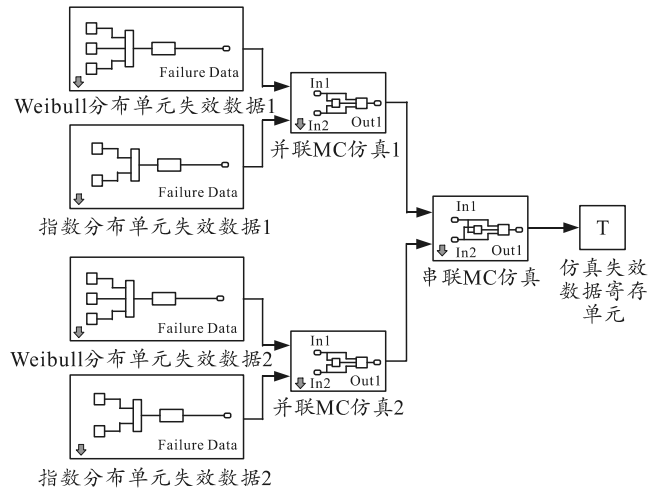 Failure Data
Weibull分布单元失效数据1
In1
In2
Out1
并联MC仿真1
Failure Data
指数分布单元失效数据1
In1
In2
Out1
串联MC仿真
T
仿真失效
数据寄存
单元
Failure Data
Weibull分布单元失效数据2
In1
In2
Out1
并联MC仿真2
Failure Data
指数分布单元失效数据2